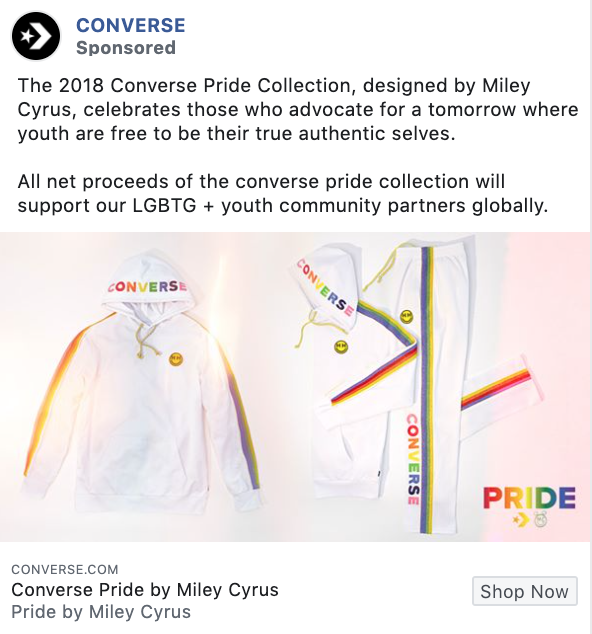 CONVERSE
Sponsored
The 2018 Converse Pride Collection, designed by Miley
Cyrus, celebrates those who advocate for a tomorrow where
youth are free to be their true authentic selves.
All net proceeds of the converse pride collection will
support our LGBTG + youth community partners globally.
CONVERSE
CONVERSE
CONVERSE
PRIDE
CONVERSE.COM
Converse Pride by Miley Cyrus
Pride by Miley Cyrus
Shop Now